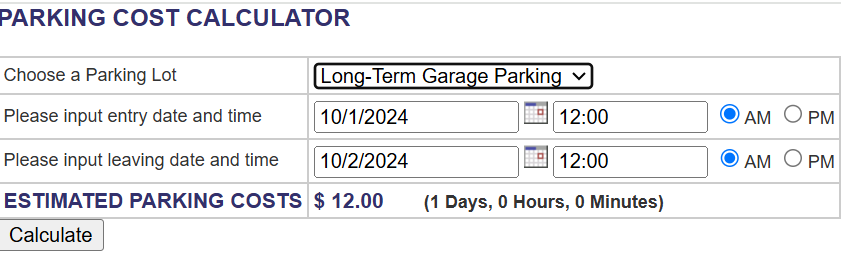 PARKING COST CALCULATOR
Choose a Parking Lot Long-Term Garage Parking
Please input entry date and time 10/1/2024 12:00 AM PM
Please input leaving date and time 10/2/2024 12:00 AM PM
ESTIMATED PARKING COSTS $ 12.00 (1 Days, 0 Hours, 0 Minutes)
Calculate